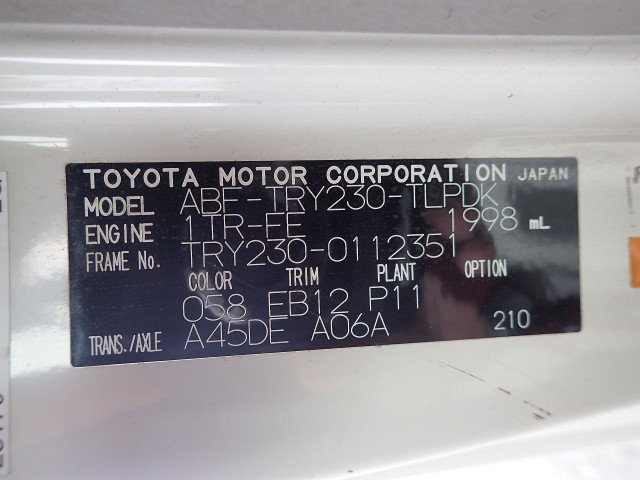 TOYOTA MOTOR CORPORATION JAPAN
MODEL ABF-TRY230-TLPDK
ENGINE 1TR-FE 1998 mL
FRAME No. TRY230-0112351
COLOR TRIM PLANT OPTION
058 EB12 P11
TRANS./AXLE A45DE A06A 210